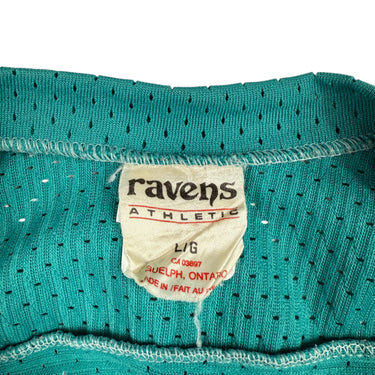 ravens
ATHLETIC
L/G
CA 03897
GUELPH, ONTARIO
MADE IN / FAIT AU